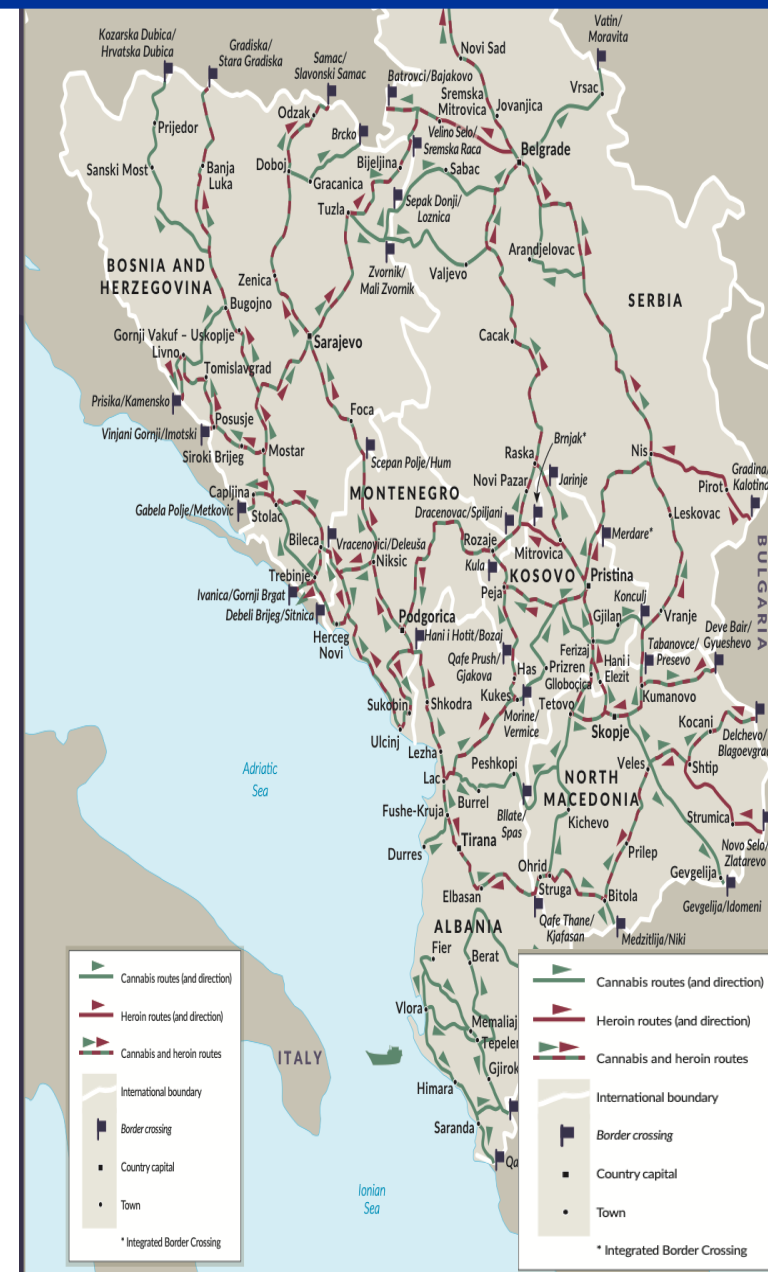 Vatin/
Moravita
Kozarska Dubica/
Hrvatska Dubica
Gradiska/
Stara Gradiska
Samac/
Slavonski Samac
Novi Sad
Batrovci/Bajakovo
Vrsac
Sremska
Mitrovica
Jovanjica
Odzak
Prijedor
Brcko
Velino Selo/
Sremska Raca
Belgrade
Sanski Most
Banja
Luka
Doboj
Bijeljina
Sabac
Gracanica
Tuzla
Sepak Donji/
Loznica
Arandjelovac
BOSNIA AND
HERZEGOVINA
Zvornik/
Mali Zvornik
Valjevo
Zenica
SERBIA
Bugojno
Gornji Vakuf – Uskoplje
Sarajevo
Cacak
Livno
Tomislavgrad
Prisika/Kamensko
Foca
Posusje
Vinjani Gornji/Imotski
Brnjak*
Siroki Brijeg
Mostar
Scepan Polje/Hum
Raska
Nis
Jarinje
Gradina/
Kalotina
Capljina
MONTENEGRO
Novi Pazar
Pirot
Gabela Polje/Metkovic
Stolac
Dracenovac/Spiljani
Leskovac
Bileca
Vracenovici/Deleuša
Rozaje
Mitrovica
Merdare*
BULGARIA
Niksic
Kula
KOSOVO
Pristina
Trebinje
Ivanica/Gornji Brgat
Peja
Konculj
Debeli Brijeg/Sitnica
Podgorica
Gjilan
Vranje
Deve Bair/
Gyueshevo
Herceg
Novi
Hani i Hotit/Bozaj
Qafe Prush/
Gjakova
Ferizaj
Tabanovce/
Presevo
Has
Prizren
Hani i
Elezit
Glloboçica
Sukobin
Shkodra
Kukes
Tetovo
Kumanovo
Morine/
Vermice
Skopje
Kocani
Ulcinj
Delchevo/
Blagoevgrad
Lezha
Adriatic
Sea
Peshkopi
Veles
Shtip
Lac
NORTH
MACEDONIA
Burrel
Fushe-Kruja
Bllate/
Spas
Kichevo
Strumica
Tirana
Durres
Prilep
Novo Selo/
Zlatarevo
Ohrid
Gevgelija
Elbasan
Struga
Bitola
Gevgelija/Idomeni
ALBANIA
Qafe Thane/
Kjafasan
Medzitlija/Niki
Fier
Berat
Vlora
Memaliaj
Tepelen
Gjirok
ITALY
Himara
Saranda
Qa
Ionian
Sea
Cannabis routes (and direction)
Heroin routes (and direction)
Cannabis and heroin routes
International boundary
Border crossing
Country capital
Town
* Integrated Border Crossing
Cannabis routes (and direction)
Heroin routes (and direction)
Cannabis and heroin routes
International boundary
Border crossing
Country capital
Town
* Integrated Border Crossing